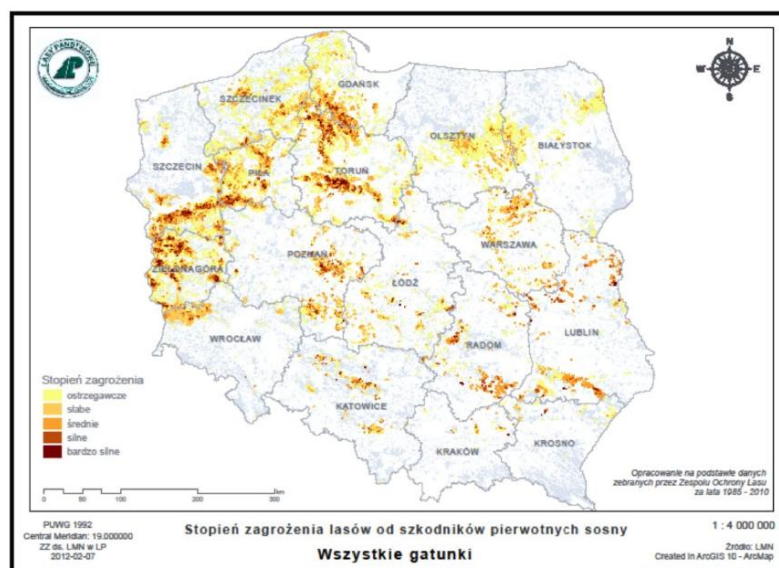 LASY PAŃSTWOWE
N
W E
S
GDAŃSK
SZCZECINEK
OLSZTYN
BIAŁYSTOK
SZCZECIN
PIŁA
TORUŃ
WARSZAWA
POZNAŃ
ZIELONA GÓRA
ŁÓDŹ
LUBLIN
WROCŁAW
RADOM
Stopień zagrożenia
ostrzegawcze
słabe
średnie
silne
bardzo silne
KATOWICE
KRAKÓW
KROSNO
0 50 100 200 300
km
Opracowanie na podstawie danych
zebranych przez Zespoły Ochrony Lasu
za lata 1985 - 2010
PUWG 1992
Central Meridian: 19.000000
ZZ ds. LMN w LP
2012-02-07
Stopień zagrożenia lasów od szkodników pierwotnych sosny
Wszystkie gatunki
1 : 4 000 000
Źródło: LMN
Created in ArcGIS 10 - ArcMap